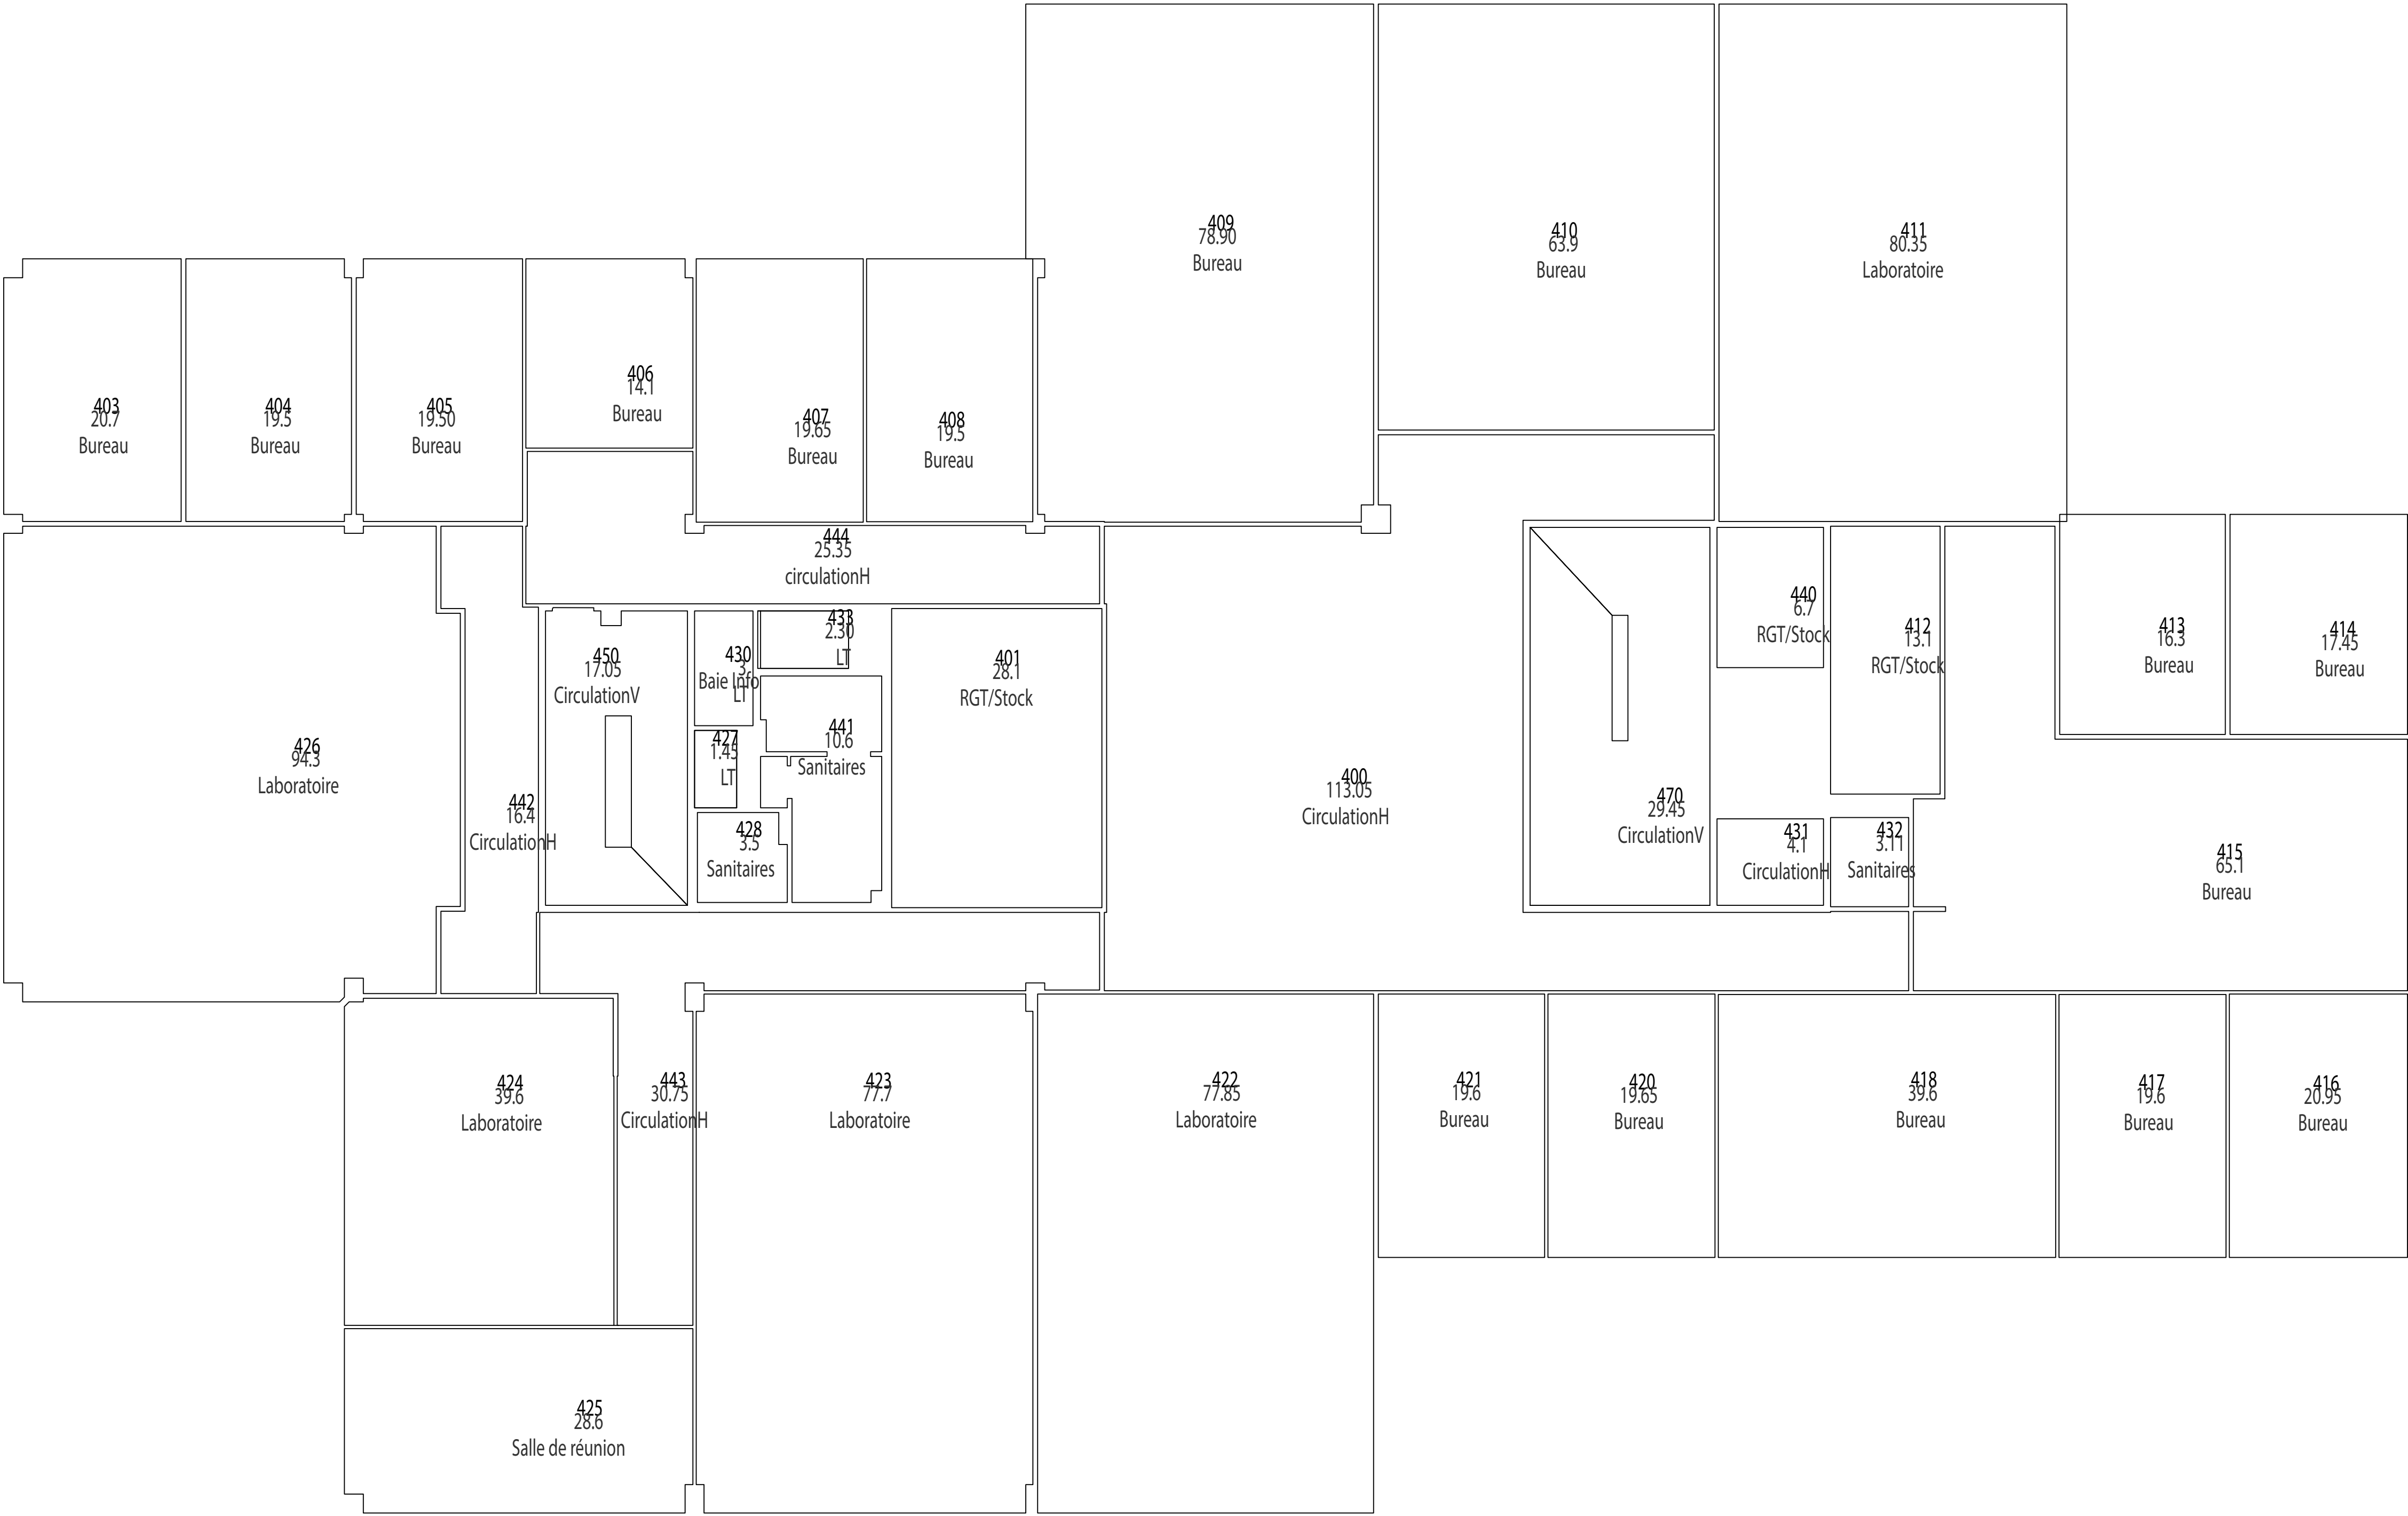 409
78.90
Bureau
410
63.9
Bureau
411
80.35
Laboratoire
403
20.7
Bureau
404
19.5
Bureau
405
19.50
Bureau
406
14.1
Bureau
407
19.65
Bureau
408
19.5
Bureau
444
25.35
circulationH
433
2.30
LT
440
6.7
RGT/Stock
412
13.1
RGT/Stock
413
16.3
Bureau
414
17.45
Bureau
450
17.05
CirculationV
430
3
Baie Info
LT
401
28.1
RGT/Stock
426
94.3
Laboratoire
427
1.45
LT
441
10.6
Sanitaires
442
16.4
CirculationH
428
3.5
Sanitaires
400
113.05
CirculationH
470
29.45
CirculationV
431
4.1
CirculationH
432
3.11
Sanitaires
415
65.1
Bureau
424
39.6
Laboratoire
443
30.75
CirculationH
423
77.7
Laboratoire
422
77.85
Laboratoire
421
19.6
Bureau
420
19.65
Bureau
418
39.6
Bureau
417
19.6
Bureau
416
20.95
Bureau
425
28.6
Salle de réunion